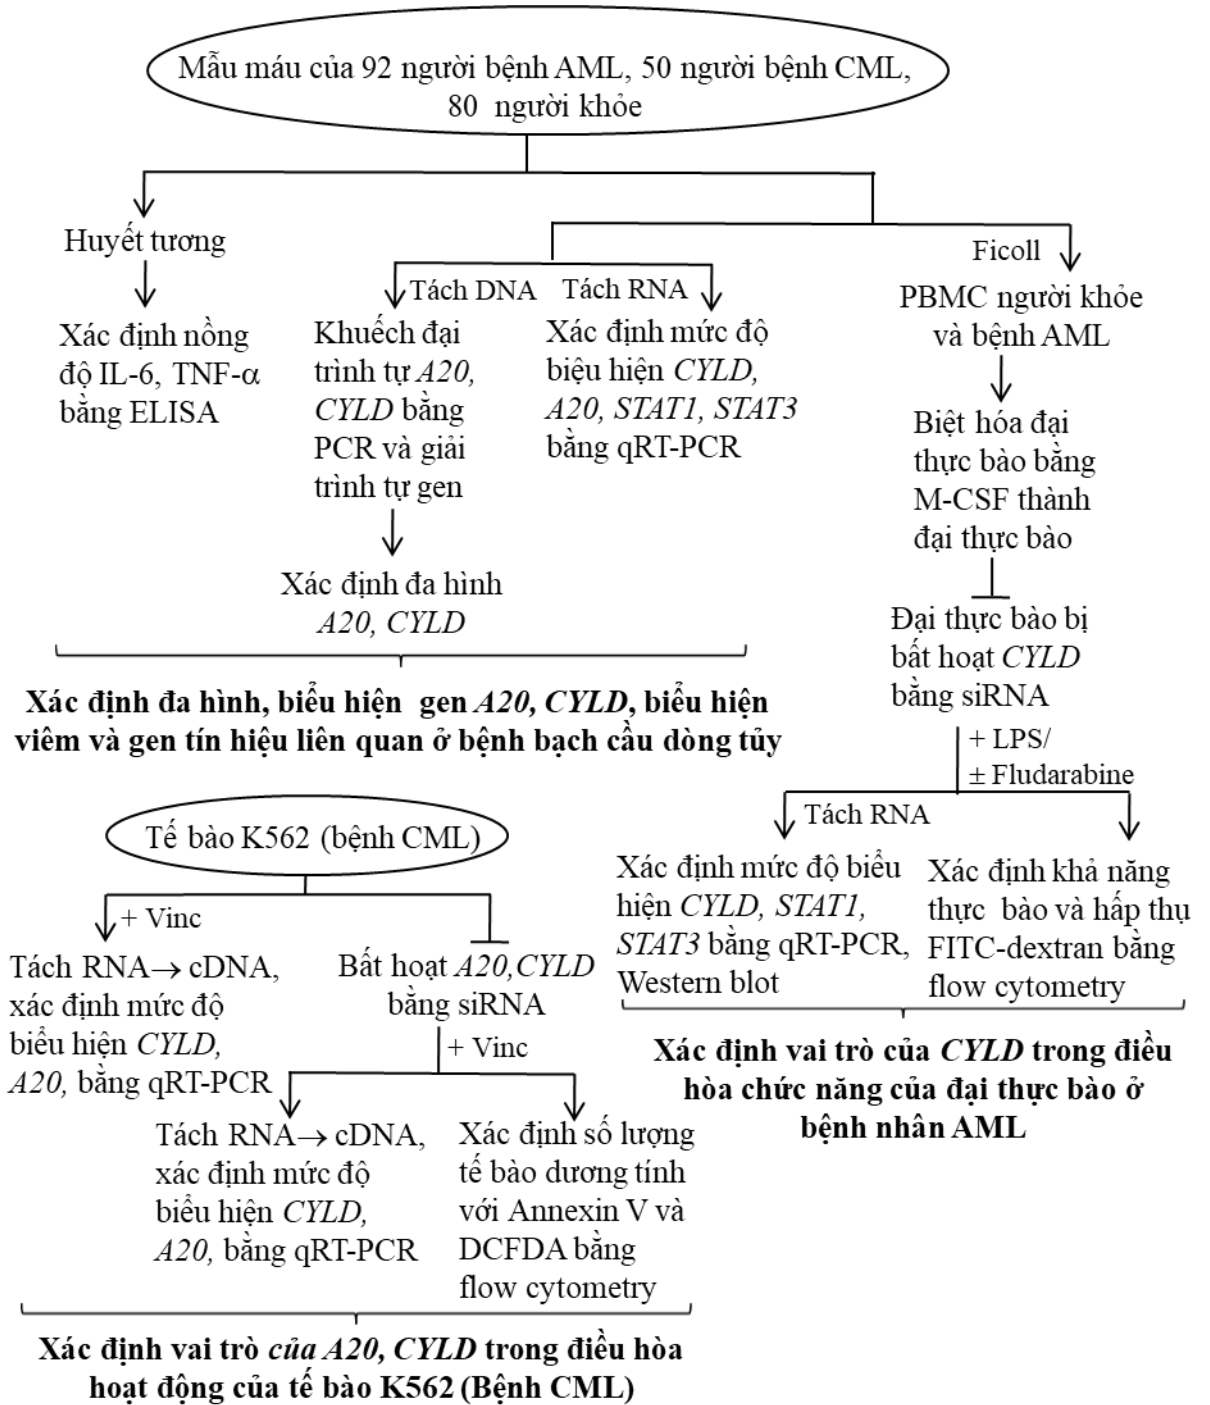 Mẫu máu của 92 người bệnh AML, 50 người bệnh CML,
80 người khỏe
Huyết tương
Xác định nồng
độ IL-6, TNF-α
bằng ELISA
Tách DNA
Khuếch đại
trình tự A20,
CYLD bằng
PCR và giải
trình tự gen
Xác định đa hình
A20, CYLD
Tách RNA
Xác định mức độ
biệu hiện CYLD,
A20, STAT1, STAT3
bằng qRT-PCR
Xác định đa hình, biểu hiện gen A20, CYLD, biểu hiện
viêm và gen tín hiệu liên quan ở bệnh bạch cầu dòng tủy
Ficoll
PBMC người khỏe
và bệnh AML
Biệt hóa đại
thực bào bằng
M-CSF thành
đại thực bào
Đại thực bào bị
bất hoạt CYLD
bằng siRNA
+ LPS/
± Fludarabine
Tách RNA
Xác định mức độ biểu
hiện CYLD, STAT1,
STAT3 bằng qRT-PCR,
Western blot
Xác định khả năng
thực bào và hấp thụ
FITC-dextran bằng
flow cytometry
Xác định vai trò của CYLD trong điều
hòa chức năng của đại thực bào ở
bệnh nhân AML
Tế bào K562 (bệnh CML)
+ Vinc
Tách RNA→ cDNA,
xác định mức độ
biểu hiện CYLD,
A20, bằng qRT-PCR
Bất hoạt A20,CYLD
bằng siRNA
+ Vinc
Tách RNA→ cDNA,
xác định mức độ
biểu hiện CYLD,
A20, bằng qRT-PCR
Xác định số lượng
tế bào dương tính
với Annexin V và
DCFDA bằng
flow cytometry
Xác định vai trò của A20, CYLD trong điều hòa
hoạt động của tế bào K562 (Bệnh CML)